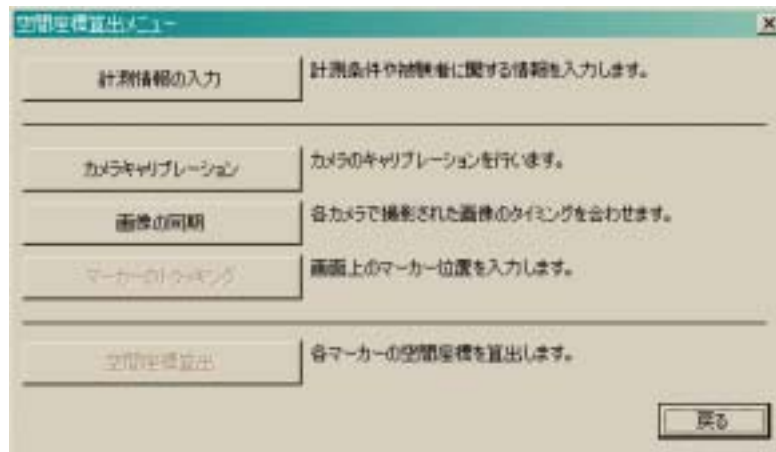 空間座標算出メニュー
計測情報の入力
計測条件や被験者に関する情報を入力します。
カメラキャリブレーション
カメラのキャリブレーションを行います。
画像の同期
各カメラで撮影された画像のタイミングを合わせます。
マーカーのトラッキング
画面上のマーカー位置を入力します。
空間座標算出
各マーカーの空間座標を算出します。
戻る